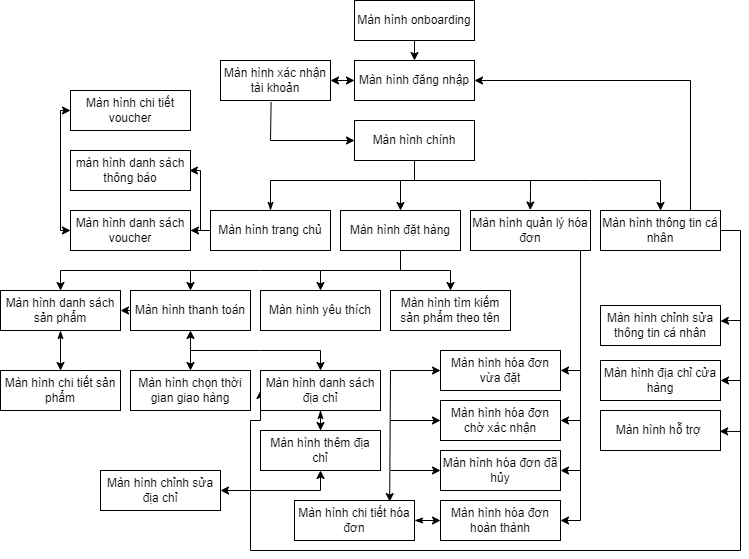 Màn hình onboarding
Màn hình xác nhận
tài khoản
Màn hình đăng nhập
Màn hình chi tiết
voucher
Màn hình chính
màn hình danh sách
thông báo
Màn hình danh sách
voucher
Màn hình trang chủ
Màn hình đặt hàng
Màn hình quản lý hóa
đơn
Màn hình thông tin cá
nhân
Màn hình danh sách
sản phẩm
Màn hình thanh toán
Màn hình yêu thích
Màn hình tìm kiếm
sản phẩm theo tên
Màn hình chỉnh sửa
thông tin cá nhân
Màn hình chi tiết sản
phẩm
Màn hình chọn thời
gian giao hàng
Màn hình danh sách
địa chỉ
Màn hình hóa đơn
vừa đặt
Màn hình địa chỉ cửa
hàng
Màn hình thêm địa
chỉ
Màn hình hóa đơn
chờ xác nhận
Màn hình hỗ trợ
Màn hình chỉnh sửa
địa chỉ
Màn hình hóa đơn đã
hủy
Màn hình chi tiết hóa
đơn
Màn hình hóa đơn
hoàn thành